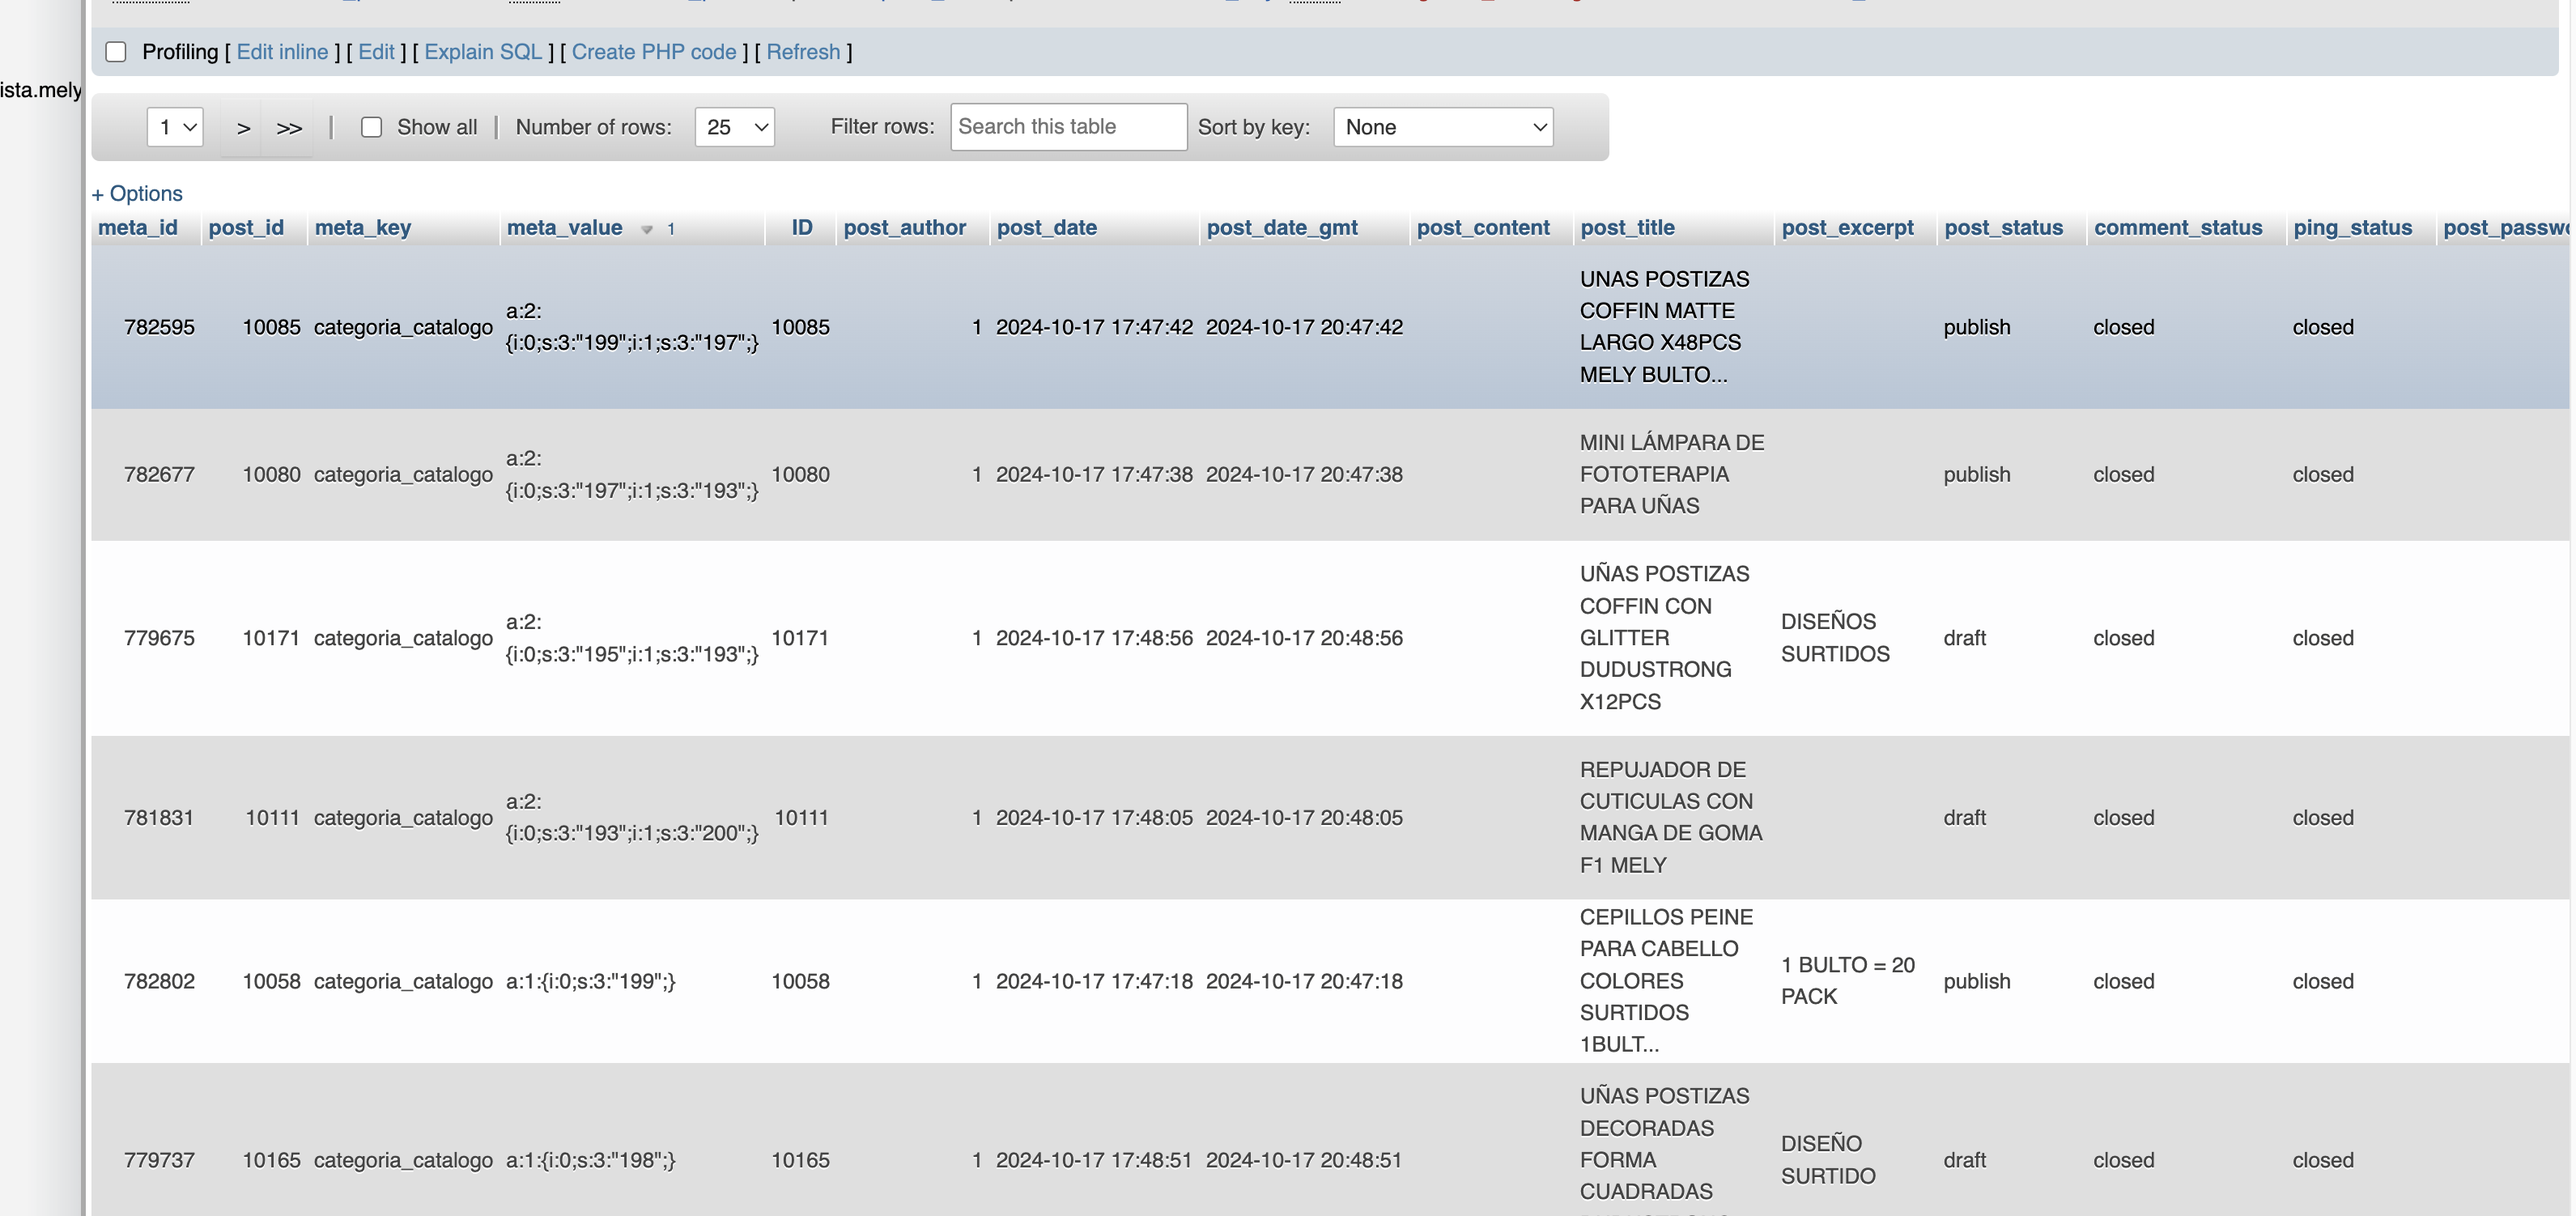 Profiling [ Edit inline ] [ Edit ] [ Explain SQL ] [ Create PHP code ] [ Refresh ]
ista.mely
1 > >> | Show all | Number of rows: 25 Filter rows: Search this table Sort by key: None
+ Options
meta_id post_id meta_key meta_value 1 ID post_author post_date post_date_gmt post_content post_title post_excerpt post_status comment_status ping_status post_passwo
782595 10085 categoria_catalogo a:2:
{i:0;s:3:"199";i:1;s:3:"197";} 10085 1 2024-10-17 17:47:42 2024-10-17 20:47:42 UNAS POSTIZAS
COFFIN MATTE
LARGO X48PCS
MELY BULTO... publish closed closed
782677 10080 categoria_catalogo a:2:
{i:0;s:3:"197";i:1;s:3:"193";} 10080 1 2024-10-17 17:47:38 2024-10-17 20:47:38 MINI LÁMPARA DE
FOTOTERAPIA
PARA UÑAS publish closed closed
779675 10171 categoria_catalogo a:2:
{i:0;s:3:"195";i:1;s:3:"193";} 10171 1 2024-10-17 17:48:56 2024-10-17 20:48:56 UÑAS POSTIZAS
COFFIN CON
GLITTER
DUDUSTRONG
X12PCS DISEÑOS
SURTIDOS draft closed closed
781831 10111 categoria_catalogo a:2:
{i:0;s:3:"193";i:1;s:3:"200";} 10111 1 2024-10-17 17:48:05 2024-10-17 20:48:05 REPUJADOR DE
CUTICULAS CON
MANGA DE GOMA
F1 MELY draft closed closed
782802 10058 categoria_catalogo a:1:{i:0;s:3:"199";} 10058 1 2024-10-17 17:47:18 2024-10-17 20:47:18 CEPILLOS PEINE
PARA CABELLO
COLORES
SURTIDOS
1BULT... 1 BULTO = 20
PACK publish closed closed
779737 10165 categoria_catalogo a:1:{i:0;s:3:"198";} 10165 1 2024-10-17 17:48:51 2024-10-17 20:48:51 UÑAS POSTIZAS
DECORADAS
FORMA
CUADRADAS DISEÑO
SURTIDO draft closed closed